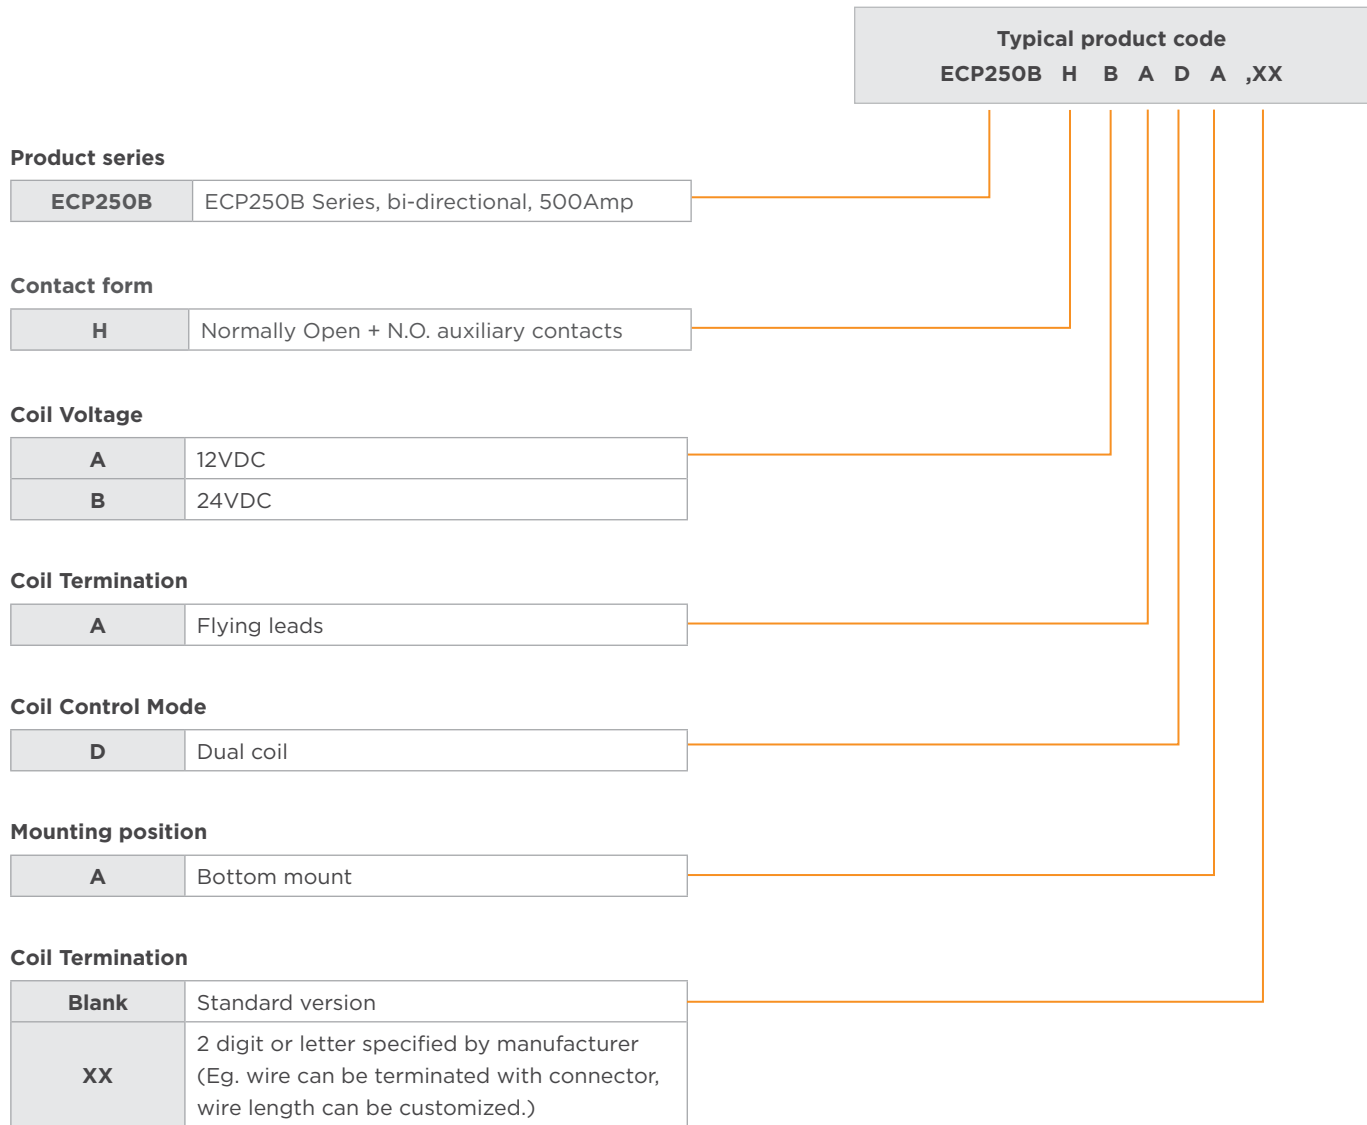 Typical product code
ECP250B H B A D A ,XX
Product series
ECP250B ECP250B Series, bi-directional, 500Amp
Contact form
H Normally Open + N.O. auxiliary contacts
Coil Voltage
A 12VDC
B 24VDC
Coil Termination
A Flying leads
Coil Control Mode
D Dual coil
Mounting position
A Bottom mount
Coil Termination
Blank Standard version
XX 2 digit or letter specified by manufacturer
(Eg. wire can be terminated with connector,
wire length can be customized.)